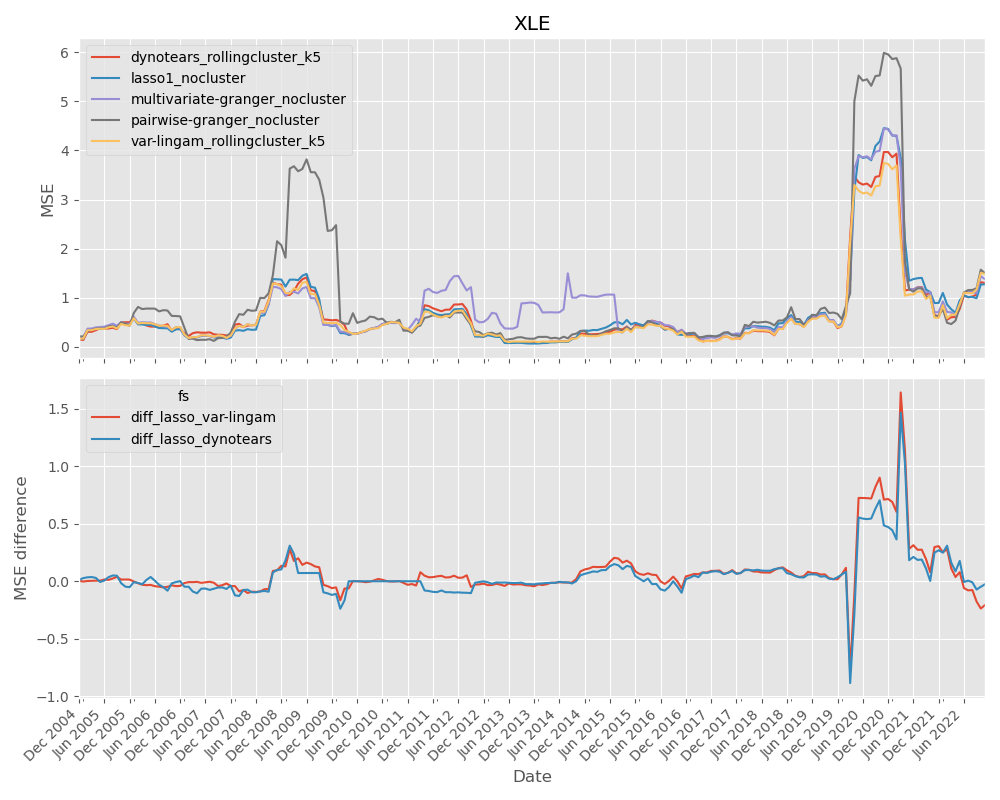 XLE
dynotears_rollingcluster_k5
lasso1_nocluster
multivariate-granger_nocluster
pairwise-granger_nocluster
var-lingam_rollingcluster_k5
MSE
6
5
4
3
2
1
0
fs
diff_lasso_var-lingam
diff_lasso_dynotears
MSE difference
1.5
1.0
0.5
0.0
−0.5
−1.0
Dec 2004
Jun 2005
Dec 2005
Jun 2006
Dec 2006
Jun 2007
Dec 2007
Jun 2008
Dec 2008
Jun 2009
Dec 2009
Jun 2010
Dec 2010
Jun 2011
Dec 2011
Jun 2012
Dec 2012
Jun 2013
Dec 2013
Jun 2014
Dec 2014
Jun 2015
Dec 2015
Jun 2016
Dec 2016
Jun 2017
Dec 2017
Jun 2018
Dec 2018
Jun 2019
Dec 2019
Jun 2020
Dec 2020
Jun 2021
Dec 2021
Jun 2022
Date